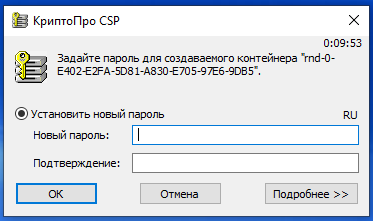 КриптоПро CSP
0:09:53
Задайте пароль для создаваемого контейнера "rnd-0-
E402-E2FA-5D81-A830-E705-97E6-9DB5".
Установить новый пароль
RU
Новый пароль:
Подтверждение:
OK
Отмена
Подробнее >>